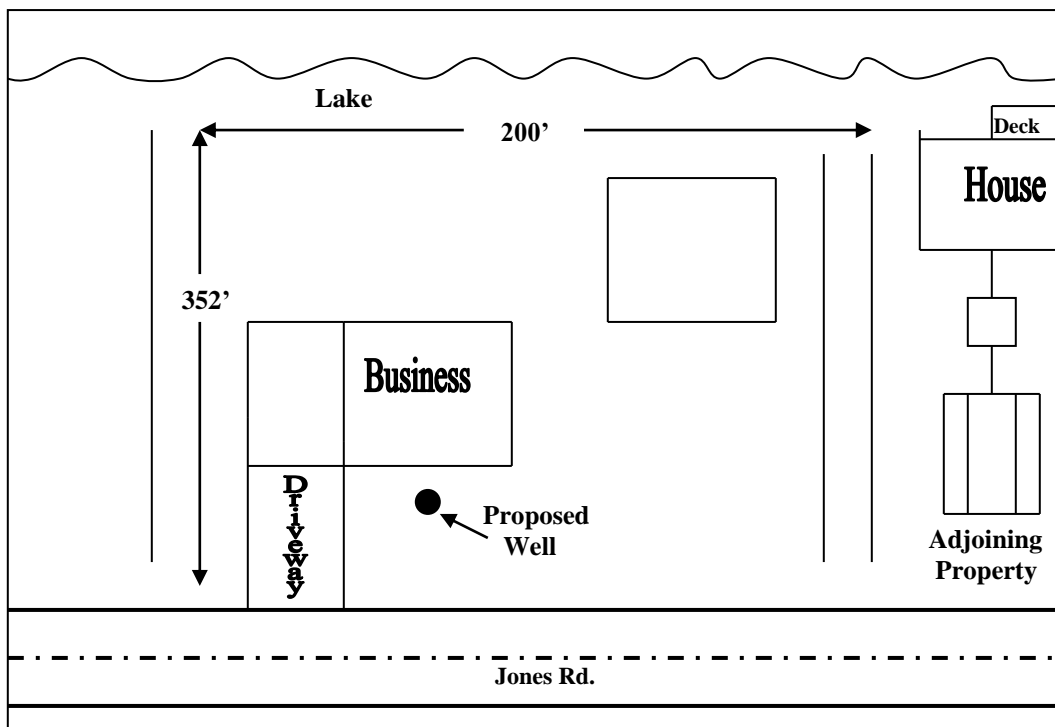 Lake
200’
Deck
House
352’
Business
Driveway
Proposed
Well
Adjoining
Property
Jones Rd.